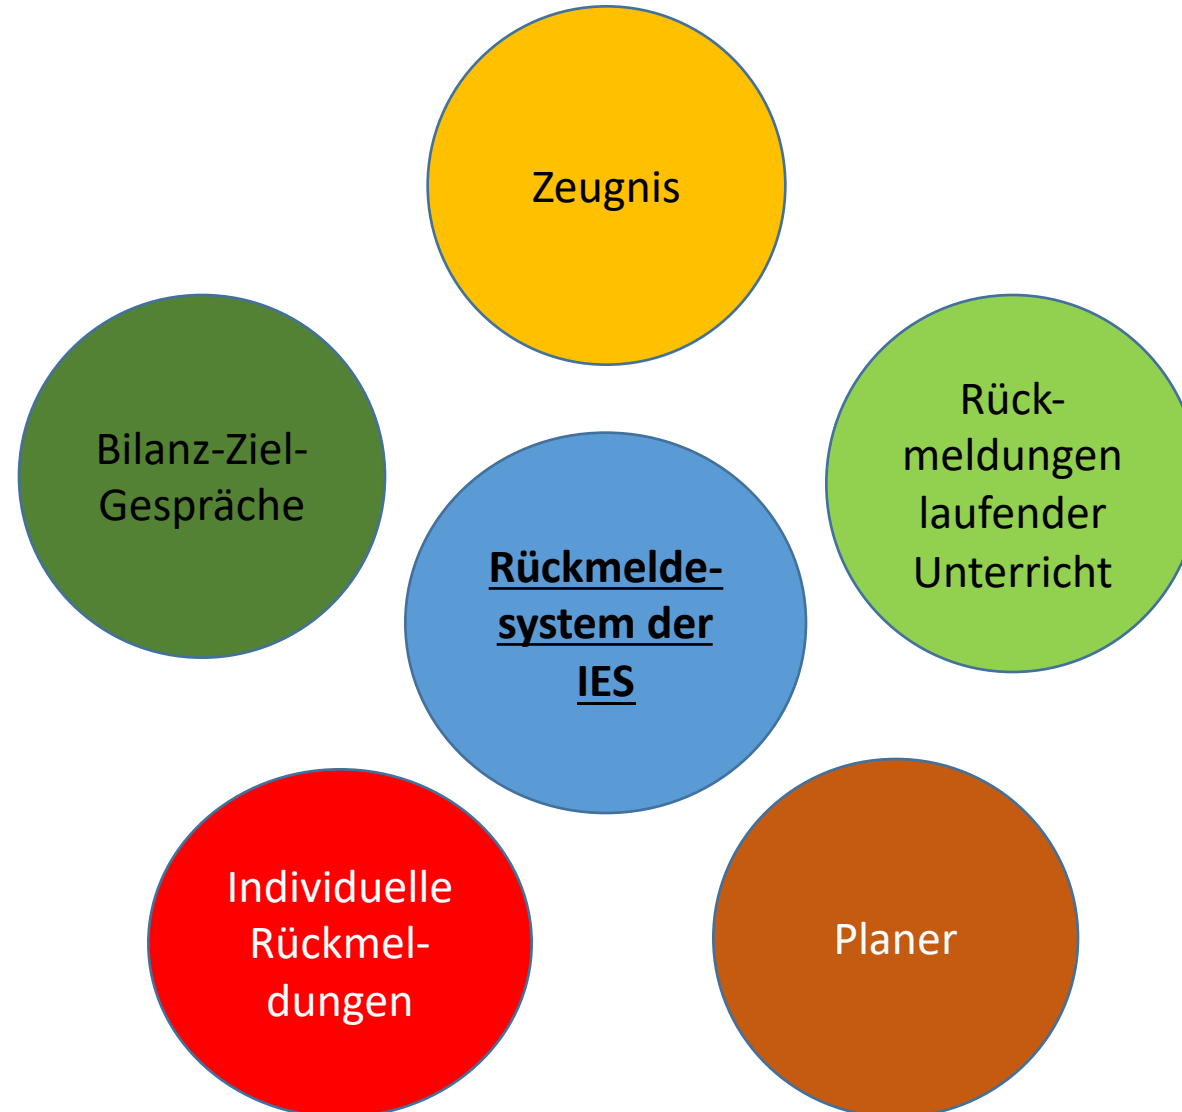 Zeugnis
Bilanz-Ziel-
Gespräche
Rück-
meldungen
laufender
Unterricht
Rückmelde-
system der
IES
Individuelle
Rückmel-
dungen
Planer